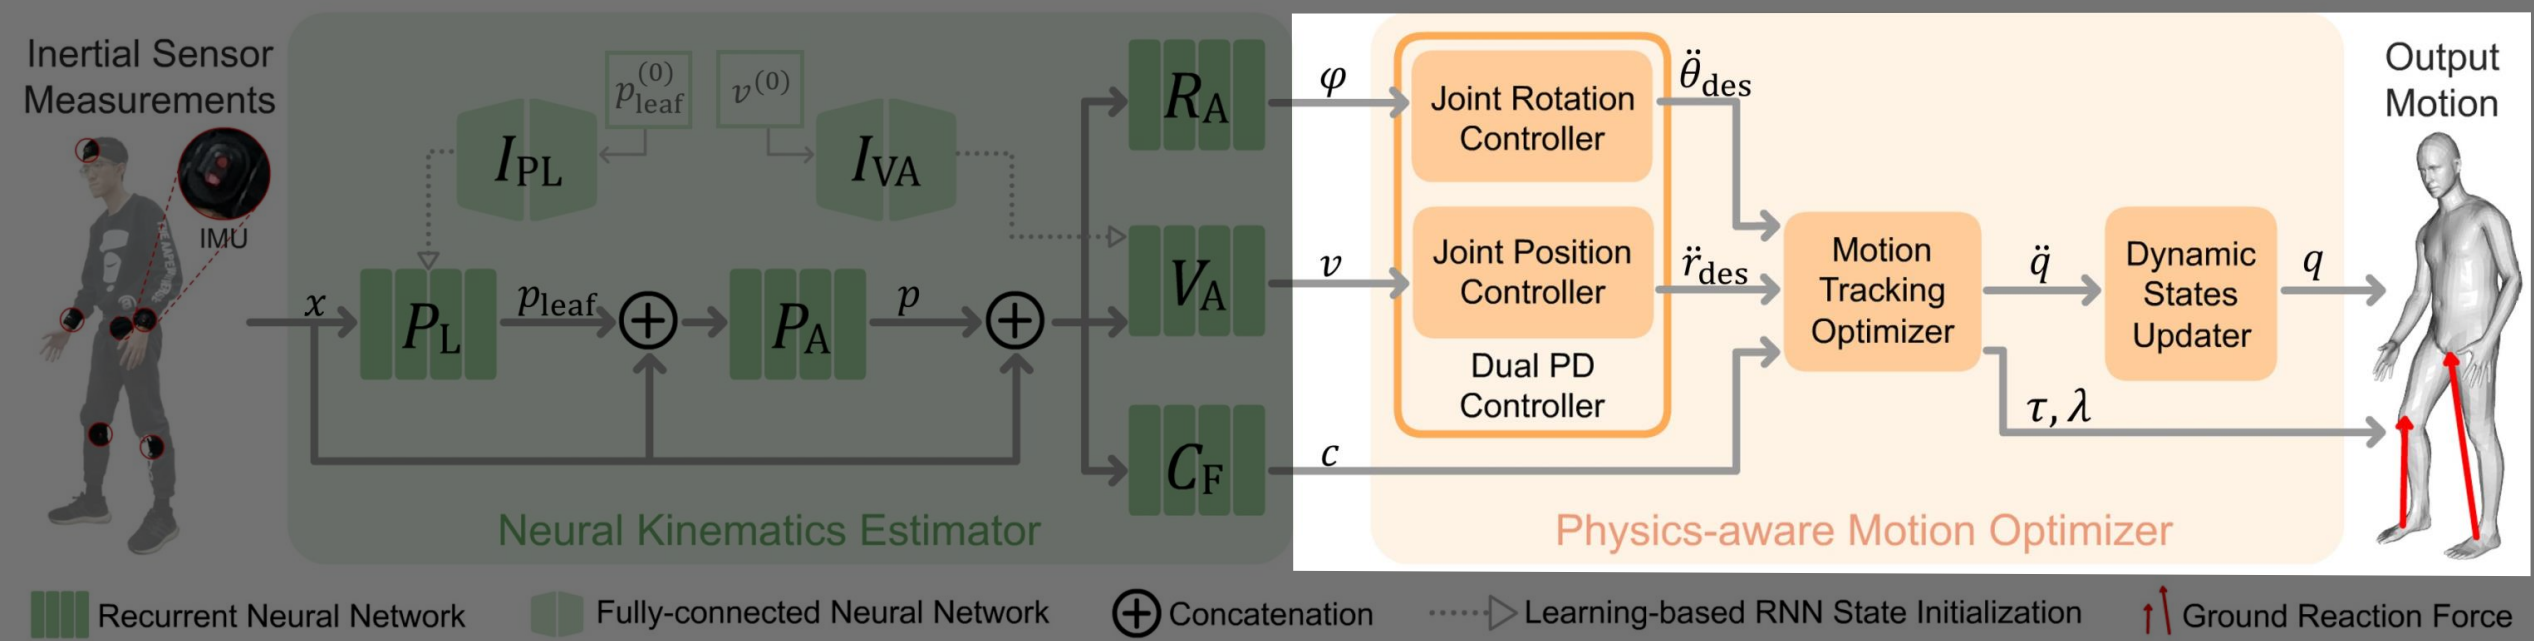 Inertial Sensor
Measurements
IMU
x
P_L
p_leaf
P_A
p
I_PL
p_leaf^(0)
v^(0)
I_VA
R_A
V_A
C_F
Neural Kinematics Estimator
φ
v
c
Joint Rotation
Controller
Joint Position
Controller
Dual PD
Controller
θ̈_des
r̈_des
Motion
Tracking
Optimizer
q̈
τ, λ
Dynamic
States
Updater
q
Physics-aware Motion Optimizer
Output
Motion
Recurrent Neural Network
Fully-connected Neural Network
Concatenation
Learning-based RNN State Initialization
Ground Reaction Force